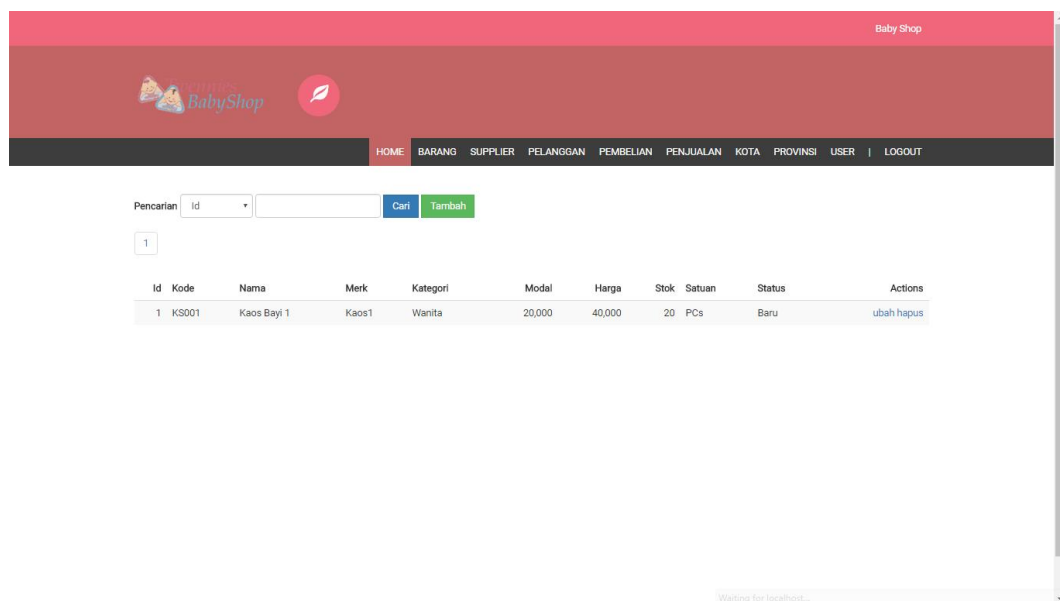 Baby Shop
BabyShop
HOME BARANG SUPPLIER PELANGGAN PEMBELIAN PENJUALAN KOTA PROVINSI USER | LOGOUT
Pencarian Id Cari Tambah
1
Id Kode Nama Merk Kategori Modal Harga Stok Satuan Status Actions
1 KS001 Kaos Bayi 1 Kaos1 Wanita 20,000 40,000 20 PCs Baru ubah hapus
Waiting for localhost...